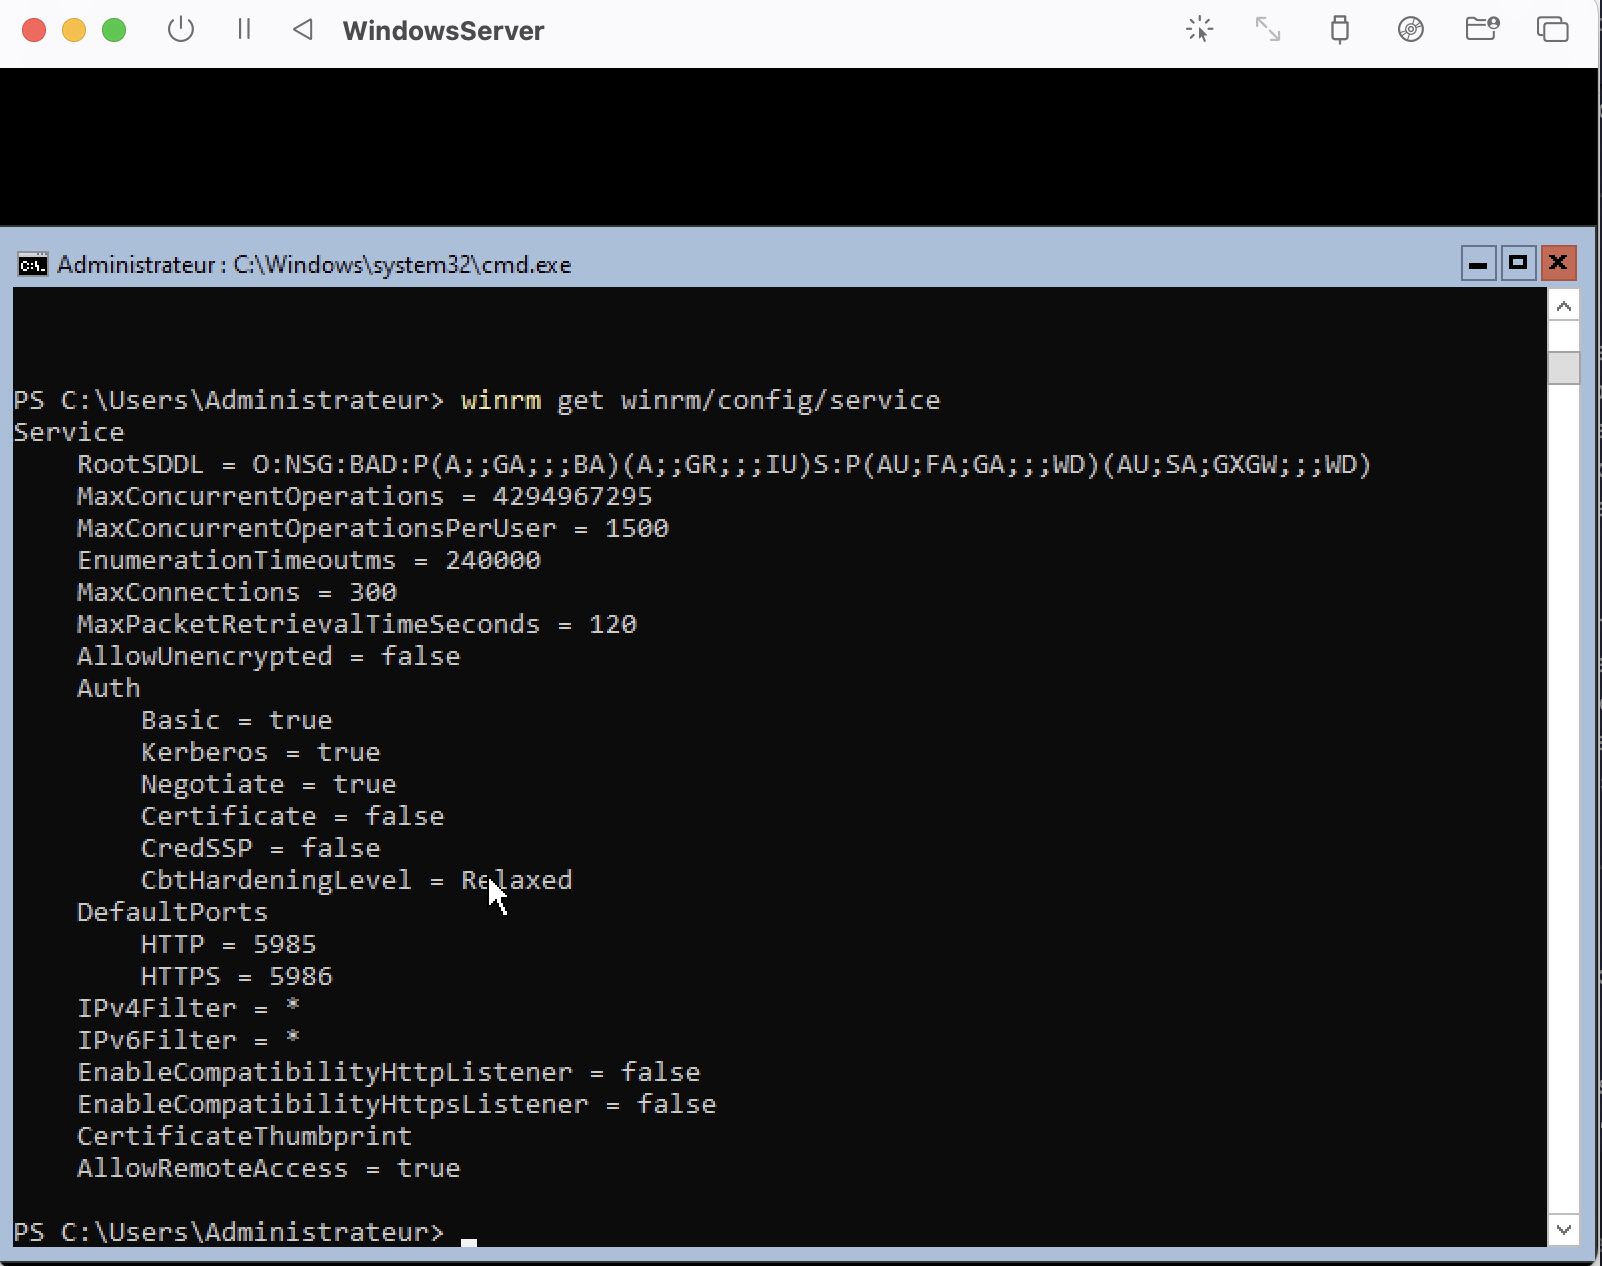 WindowsServer
Administrateur : C:\Windows\system32\cmd.exe
PS C:\Users\Administrateur> winrm get winrm/config/service
Service
    RootSDDL = O:NSG:BAD:P(A;;GA;;;BA)(A;;GR;;;IU)S:P(AU;FA;GA;;;WD)(AU;SA;GXGW;;;WD)
    MaxConcurrentOperations = 4294967295
    MaxConcurrentOperationsPerUser = 1500
    EnumerationTimeoutms = 240000
    MaxConnections = 300
    MaxPacketRetrievalTimeSeconds = 120
    AllowUnencrypted = false
    Auth
        Basic = true
        Kerberos = true
        Negotiate = true
        Certificate = false
        CredSSP = false
        CbtHardeningLevel = Relaxed
    DefaultPorts
        HTTP = 5985
        HTTPS = 5986
    IPv4Filter = *
    IPv6Filter = *
    EnableCompatibilityHttpListener = false
    EnableCompatibilityHttpsListener = false
    CertificateThumbprint
    AllowRemoteAccess = true
PS C:\Users\Administrateur>